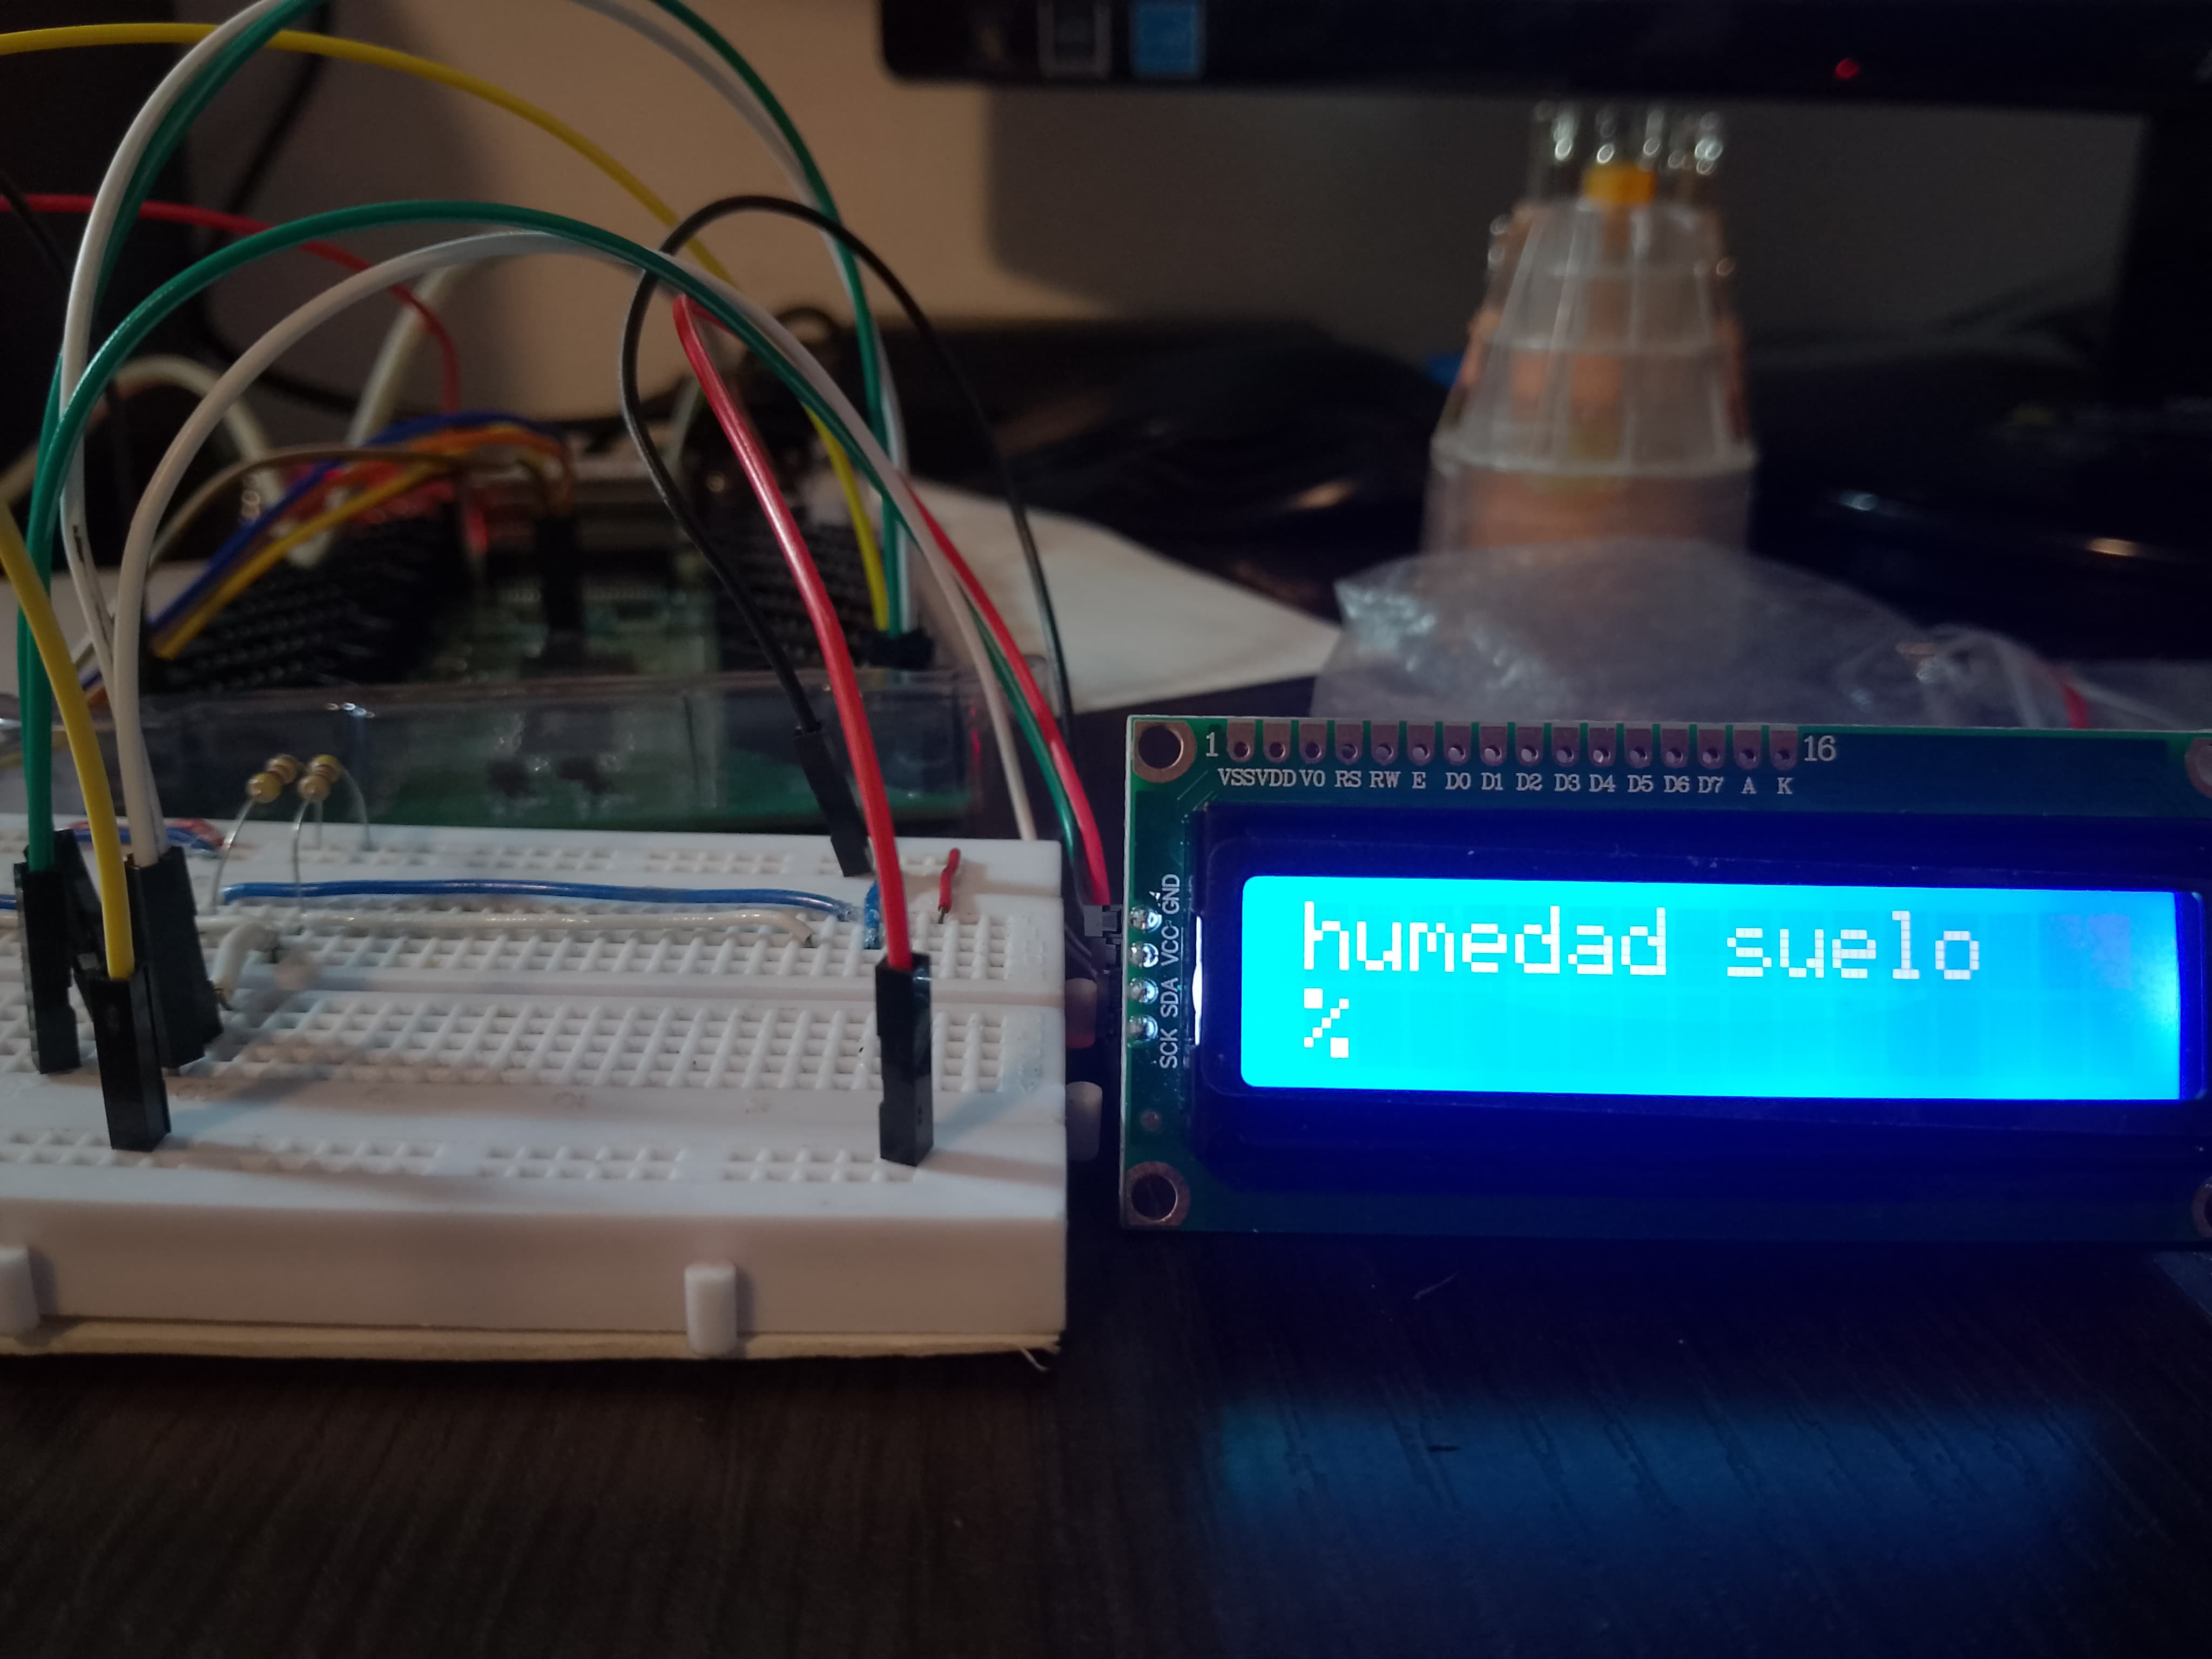 1 16
VSS VDD V0 RS RW E D0 D1 D2 D3 D4 D5 D6 D7 A K
SCK SDA VCC GND
humedad suelo
%